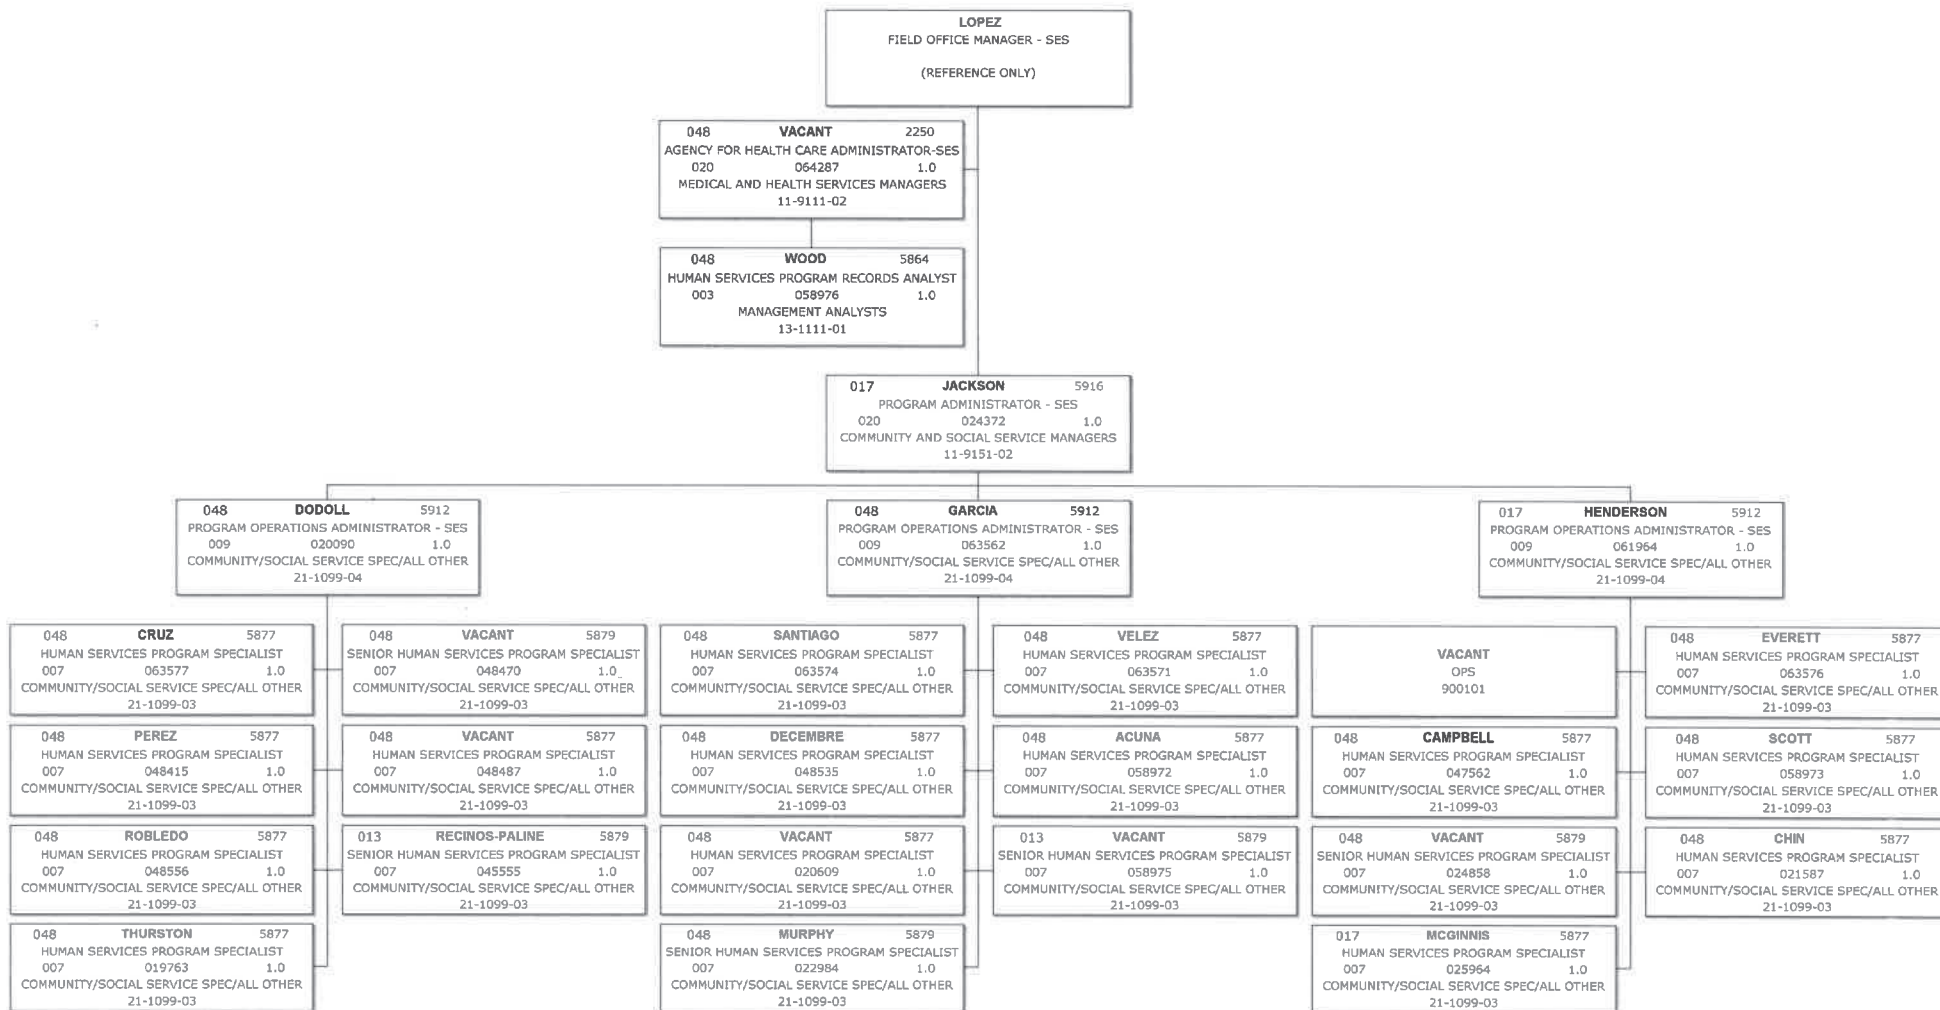 LOPEZ
FIELD OFFICE MANAGER - SES
(REFERENCE ONLY)
048 VACANT 2250
AGENCY FOR HEALTH CARE ADMINISTRATOR-SES
020 064287 1.0
MEDICAL AND HEALTH SERVICES MANAGERS
11-9111-02
048 WOOD 5864
HUMAN SERVICES PROGRAM RECORDS ANALYST
003 058976 1.0
MANAGEMENT ANALYSTS
13-1111-01
017 JACKSON 5916
PROGRAM ADMINISTRATOR - SES
020 024372 1.0
COMMUNITY AND SOCIAL SERVICE MANAGERS
11-9151-02
048 DODOLL 5912
PROGRAM OPERATIONS ADMINISTRATOR - SES
009 020090 1.0
COMMUNITY/SOCIAL SERVICE SPEC/ALL OTHER
21-1099-04
048 GARCIA 5912
PROGRAM OPERATIONS ADMINISTRATOR - SES
009 063562 1.0
COMMUNITY/SOCIAL SERVICE SPEC/ALL OTHER
21-1099-04
017 HENDERSON 5912
PROGRAM OPERATIONS ADMINISTRATOR - SES
009 061964 1.0
COMMUNITY/SOCIAL SERVICE SPEC/ALL OTHER
21-1099-04
048 CRUZ 5877
HUMAN SERVICES PROGRAM SPECIALIST
007 063577 1.0
COMMUNITY/SOCIAL SERVICE SPEC/ALL OTHER
21-1099-03
048 VACANT 5879
SENIOR HUMAN SERVICES PROGRAM SPECIALIST
007 048470 1.0
COMMUNITY/SOCIAL SERVICE SPEC/ALL OTHER
21-1099-03
048 SANTIAGO 5877
HUMAN SERVICES PROGRAM SPECIALIST
007 063574 1.0
COMMUNITY/SOCIAL SERVICE SPEC/ALL OTHER
21-1099-03
048 VELEZ 5877
HUMAN SERVICES PROGRAM SPECIALIST
007 063571 1.0
COMMUNITY/SOCIAL SERVICE SPEC/ALL OTHER
21-1099-03
VACANT
OPS
900101
048 EVERETT 5877
HUMAN SERVICES PROGRAM SPECIALIST
007 063576 1.0
COMMUNITY/SOCIAL SERVICE SPEC/ALL OTHER
21-1099-03
048 PEREZ 5877
HUMAN SERVICES PROGRAM SPECIALIST
007 048415 1.0
COMMUNITY/SOCIAL SERVICE SPEC/ALL OTHER
21-1099-03
048 VACANT 5877
HUMAN SERVICES PROGRAM SPECIALIST
007 048487 1.0
COMMUNITY/SOCIAL SERVICE SPEC/ALL OTHER
21-1099-03
048 DECEMBRE 5877
HUMAN SERVICES PROGRAM SPECIALIST
007 048535 1.0
COMMUNITY/SOCIAL SERVICE SPEC/ALL OTHER
21-1099-03
048 ACUNA 5877
HUMAN SERVICES PROGRAM SPECIALIST
007 058972 1.0
COMMUNITY/SOCIAL SERVICE SPEC/ALL OTHER
21-1099-03
048 CAMPBELL 5877
HUMAN SERVICES PROGRAM SPECIALIST
007 047562 1.0
COMMUNITY/SOCIAL SERVICE SPEC/ALL OTHER
21-1099-03
048 SCOTT 5877
HUMAN SERVICES PROGRAM SPECIALIST
007 058973 1.0
COMMUNITY/SOCIAL SERVICE SPEC/ALL OTHER
21-1099-03
048 ROBLEDO 5877
HUMAN SERVICES PROGRAM SPECIALIST
007 048556 1.0
COMMUNITY/SOCIAL SERVICE SPEC/ALL OTHER
21-1099-03
013 RECINOS-PALINE 5879
SENIOR HUMAN SERVICES PROGRAM SPECIALIST
007 045555 1.0
COMMUNITY/SOCIAL SERVICE SPEC/ALL OTHER
21-1099-03
048 VACANT 5877
HUMAN SERVICES PROGRAM SPECIALIST
007 020609 1.0
COMMUNITY/SOCIAL SERVICE SPEC/ALL OTHER
21-1099-03
013 VACANT 5879
SENIOR HUMAN SERVICES PROGRAM SPECIALIST
007 058975 1.0
COMMUNITY/SOCIAL SERVICE SPEC/ALL OTHER
21-1099-03
048 VACANT 5879
SENIOR HUMAN SERVICES PROGRAM SPECIALIST
007 024858 1.0
COMMUNITY/SOCIAL SERVICE SPEC/ALL OTHER
21-1099-03
048 CHIN 5877
HUMAN SERVICES PROGRAM SPECIALIST
007 021587 1.0
COMMUNITY/SOCIAL SERVICE SPEC/ALL OTHER
21-1099-03
048 THURSTON 5877
HUMAN SERVICES PROGRAM SPECIALIST
007 019763 1.0
COMMUNITY/SOCIAL SERVICE SPEC/ALL OTHER
21-1099-03
048 MURPHY 5879
SENIOR HUMAN SERVICES PROGRAM SPECIALIST
007 022984 1.0
COMMUNITY/SOCIAL SERVICE SPEC/ALL OTHER
21-1099-03
017 MCGINNIS 5877
HUMAN SERVICES PROGRAM SPECIALIST
007 025964 1.0
COMMUNITY/SOCIAL SERVICE SPEC/ALL OTHER
21-1099-03